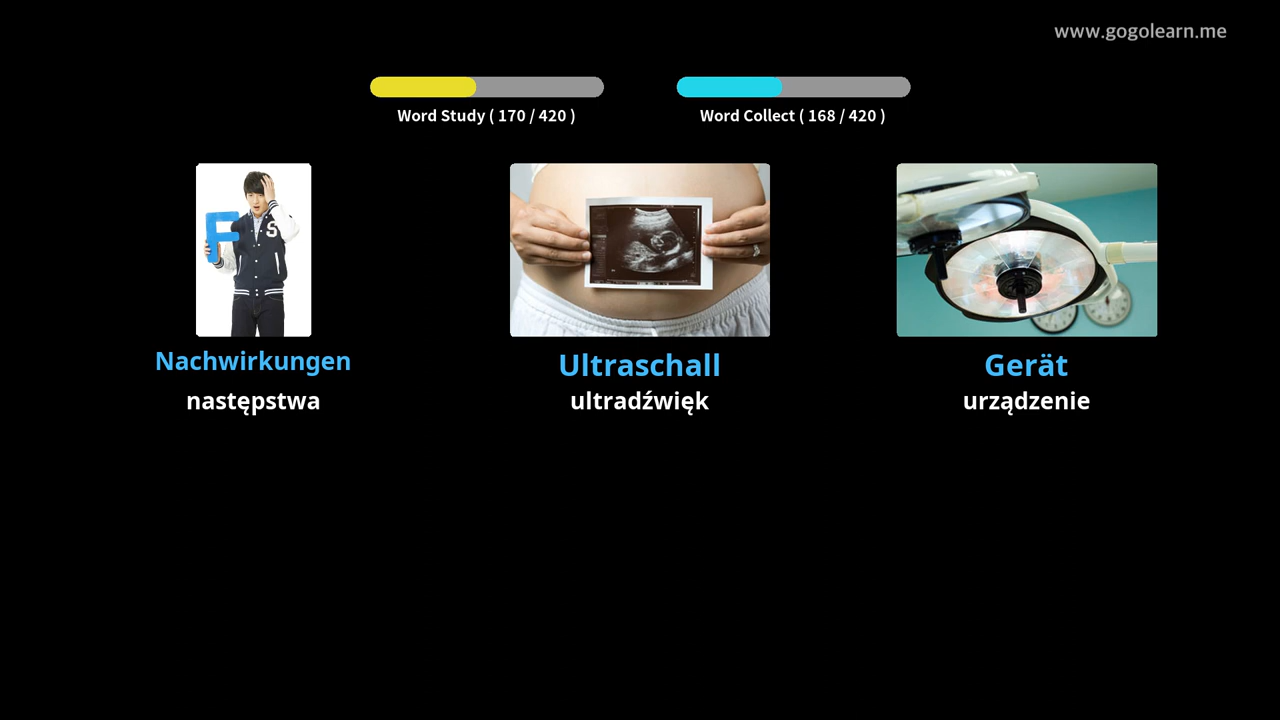 www.gogolearn.me
Word Study ( 170 / 420 )
Word Collect ( 168 / 420 )
F
S
Nachwirkungen
Ultraschall
Gerät
następstwa
ultradźwięk
urządzenie